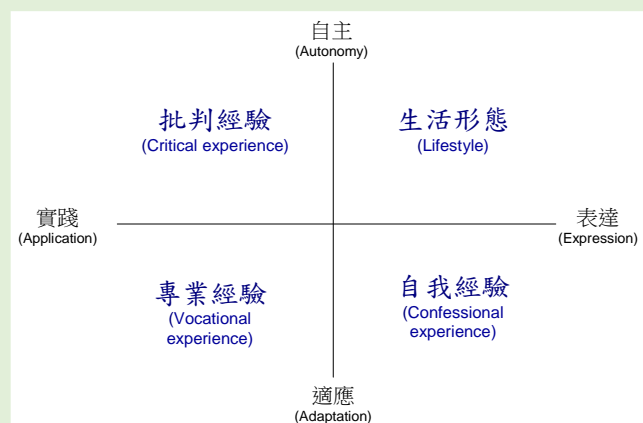 自主
(Autonomy)
批判經驗
(Critical experience)
生活形態
(Lifestyle)
實踐
(Application)
表達
(Expression)
專業經驗
(Vocational
experience)
自我經驗
(Confessional
experience)
適應
(Adaptation)